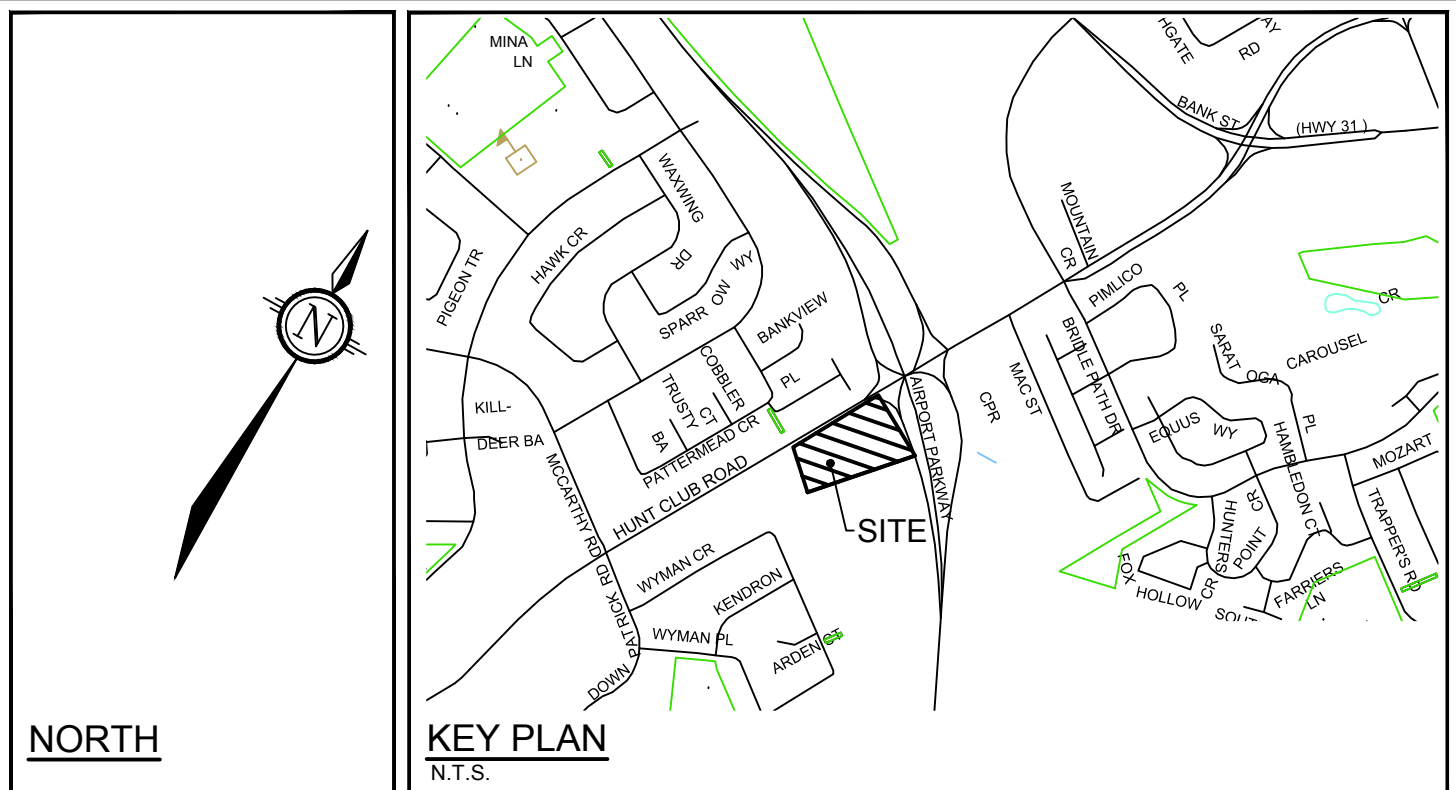 MINA
LN
HGATE
AY
RD
BANK ST
(HWY 31 )
WAXWING
DR
HAWK CR
PIGEON TR
SPARR OW WY
BANKVIEW
PL
MOUNTAIN
CR
PIMLICO
PL
CR
N
COBBLER
CT
TRUSTY
BA
BRIDLE PATH DR
SARAT
OGA
PL
CAROUSEL
MAC ST
CPR
AIRPORT PARKWAY
KILL-
DEER BA
PATTERMEAD CR
HUNT CLUB ROAD
MCCARTHY RD
EQUUS WY
HAMBLEDON CT
MOZART
TRAPPER'S RD
SITE
HUNTERS
POINT
CR
FOX
HOLLOW
CR
FARRIERS
LN
SOUT
WYMAN CR
KENDRON
WYMAN PL
ARDEN CT
DOWN PATRICK RD
NORTH
KEY PLAN
N.T.S.